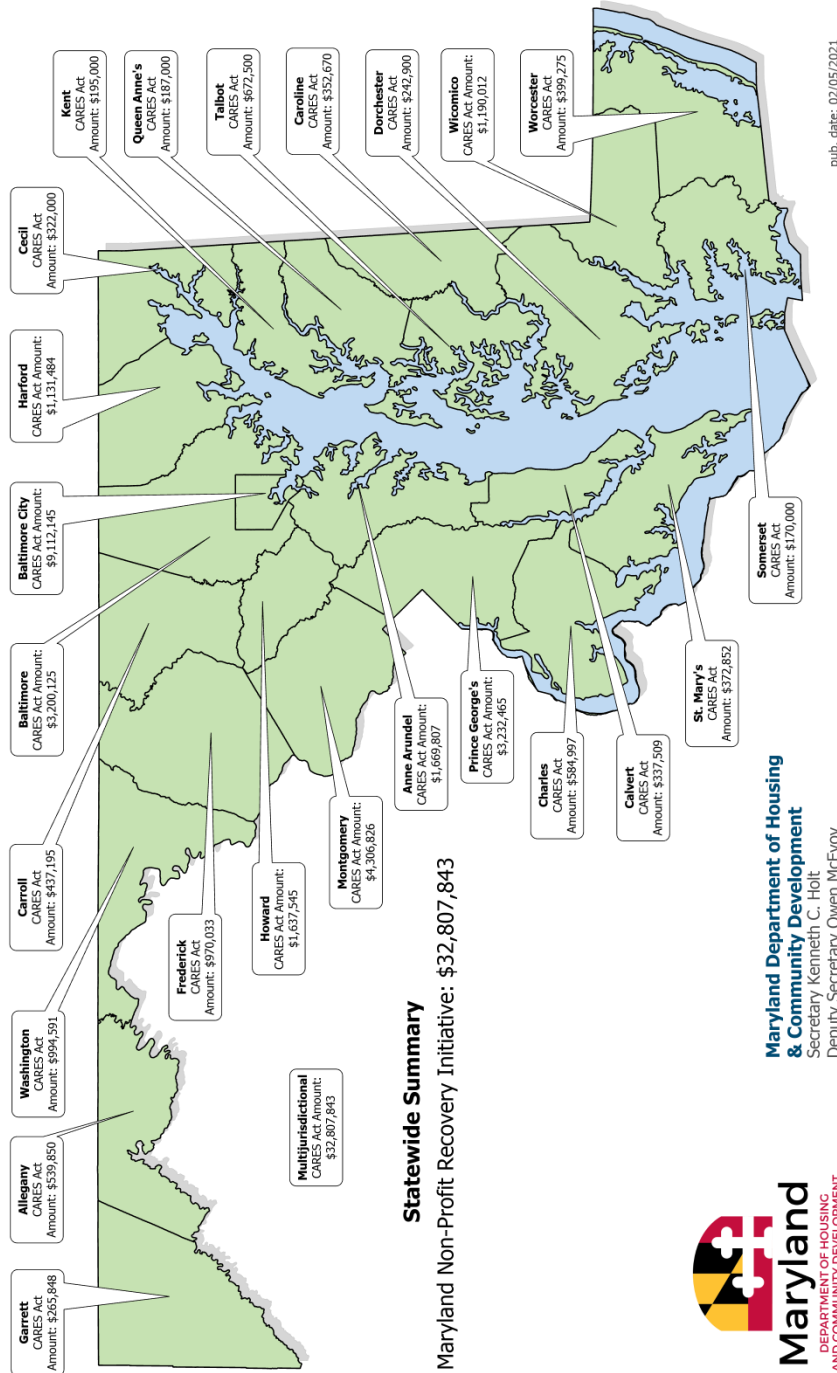 Garrett
CARES Act
Amount: $265,848
Allegany
CARES Act
Amount: $539,850
Washington
CARES Act
Amount: $994,591
Carroll
CARES Act
Amount: $437,195
Baltimore
CARES Act Amount:
$3,200,125
Baltimore City
CARES Act Amount:
$9,112,145
Harford
CARES Act Amount:
$1,131,484
Cecil
CARES Act
Amount: $322,000
Kent
CARES Act
Amount: $195,000
Queen Anne's
CARES Act
Amount: $187,000
Talbot
CARES Act
Amount: $672,500
Caroline
CARES Act
Amount: $352,670
Dorchester
CARES Act
Amount: $242,900
Wicomico
CARES Act Amount:
$1,190,012
Worcester
CARES Act
Amount: $399,275
Frederick
CARES Act
Amount: $970,033
Howard
CARES Act Amount:
$1,637,545
Montgomery
CARES Act Amount:
$4,306,826
Anne Arundel
CARES Act Amount:
$1,669,807
Prince George's
CARES Act Amount:
$3,232,465
Charles
CARES Act
Amount: $584,997
Calvert
CARES Act
Amount: $337,509
St. Mary's
CARES Act
Amount: $372,852
Somerset
CARES Act
Amount: $170,000
Multijurisdictional
CARES Act Amount:
$32,807,843
Statewide Summary
Maryland Non-Profit Recovery Initiative: $32,807,843
Maryland
DEPARTMENT OF HOUSING
AND COMMUNITY DEVELOPMENT
Maryland Department of Housing
& Community Development
Secretary Kenneth C. Holt
Deputy Secretary Owen McEvoy
pub. date: 02/05/2021